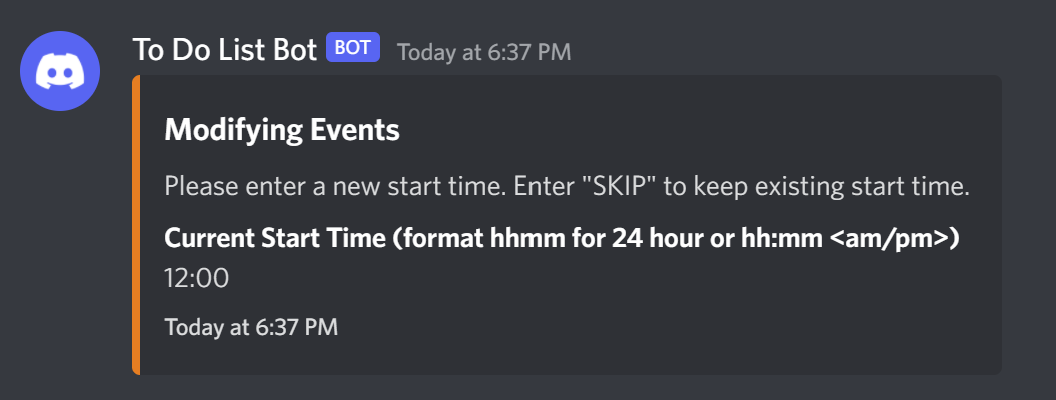 To Do List Bot BOT Today at 6:37 PM
Modifying Events
Please enter a new start time. Enter "SKIP" to keep existing start time.
Current Start Time (format hhmm for 24 hour or hh:mm <am/pm>)
12:00
Today at 6:37 PM